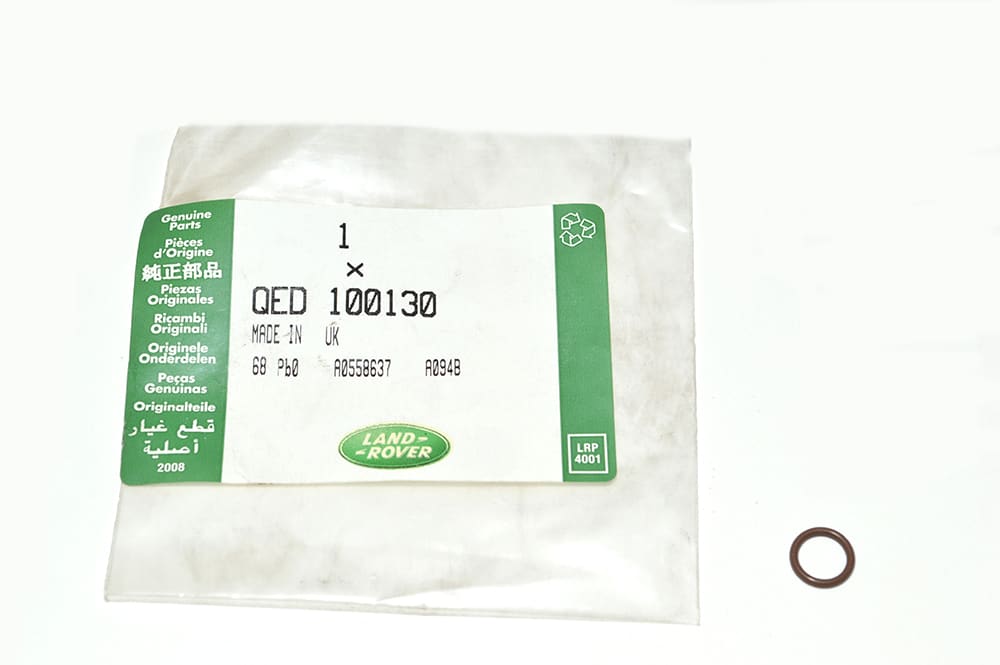 Genuine
Parts
Pièces
d'Origine
純正部品
Piezas
Originales
Ricambi
Originali
Originele
Onderdelen
Peças
Genuínas
Originalteile
قطع غيار
أصلية
2008
1
×
QED 100130
MADE IN UK
68 Pb0 A0558637 A094B
LAND-
-ROVER
LRP
4001